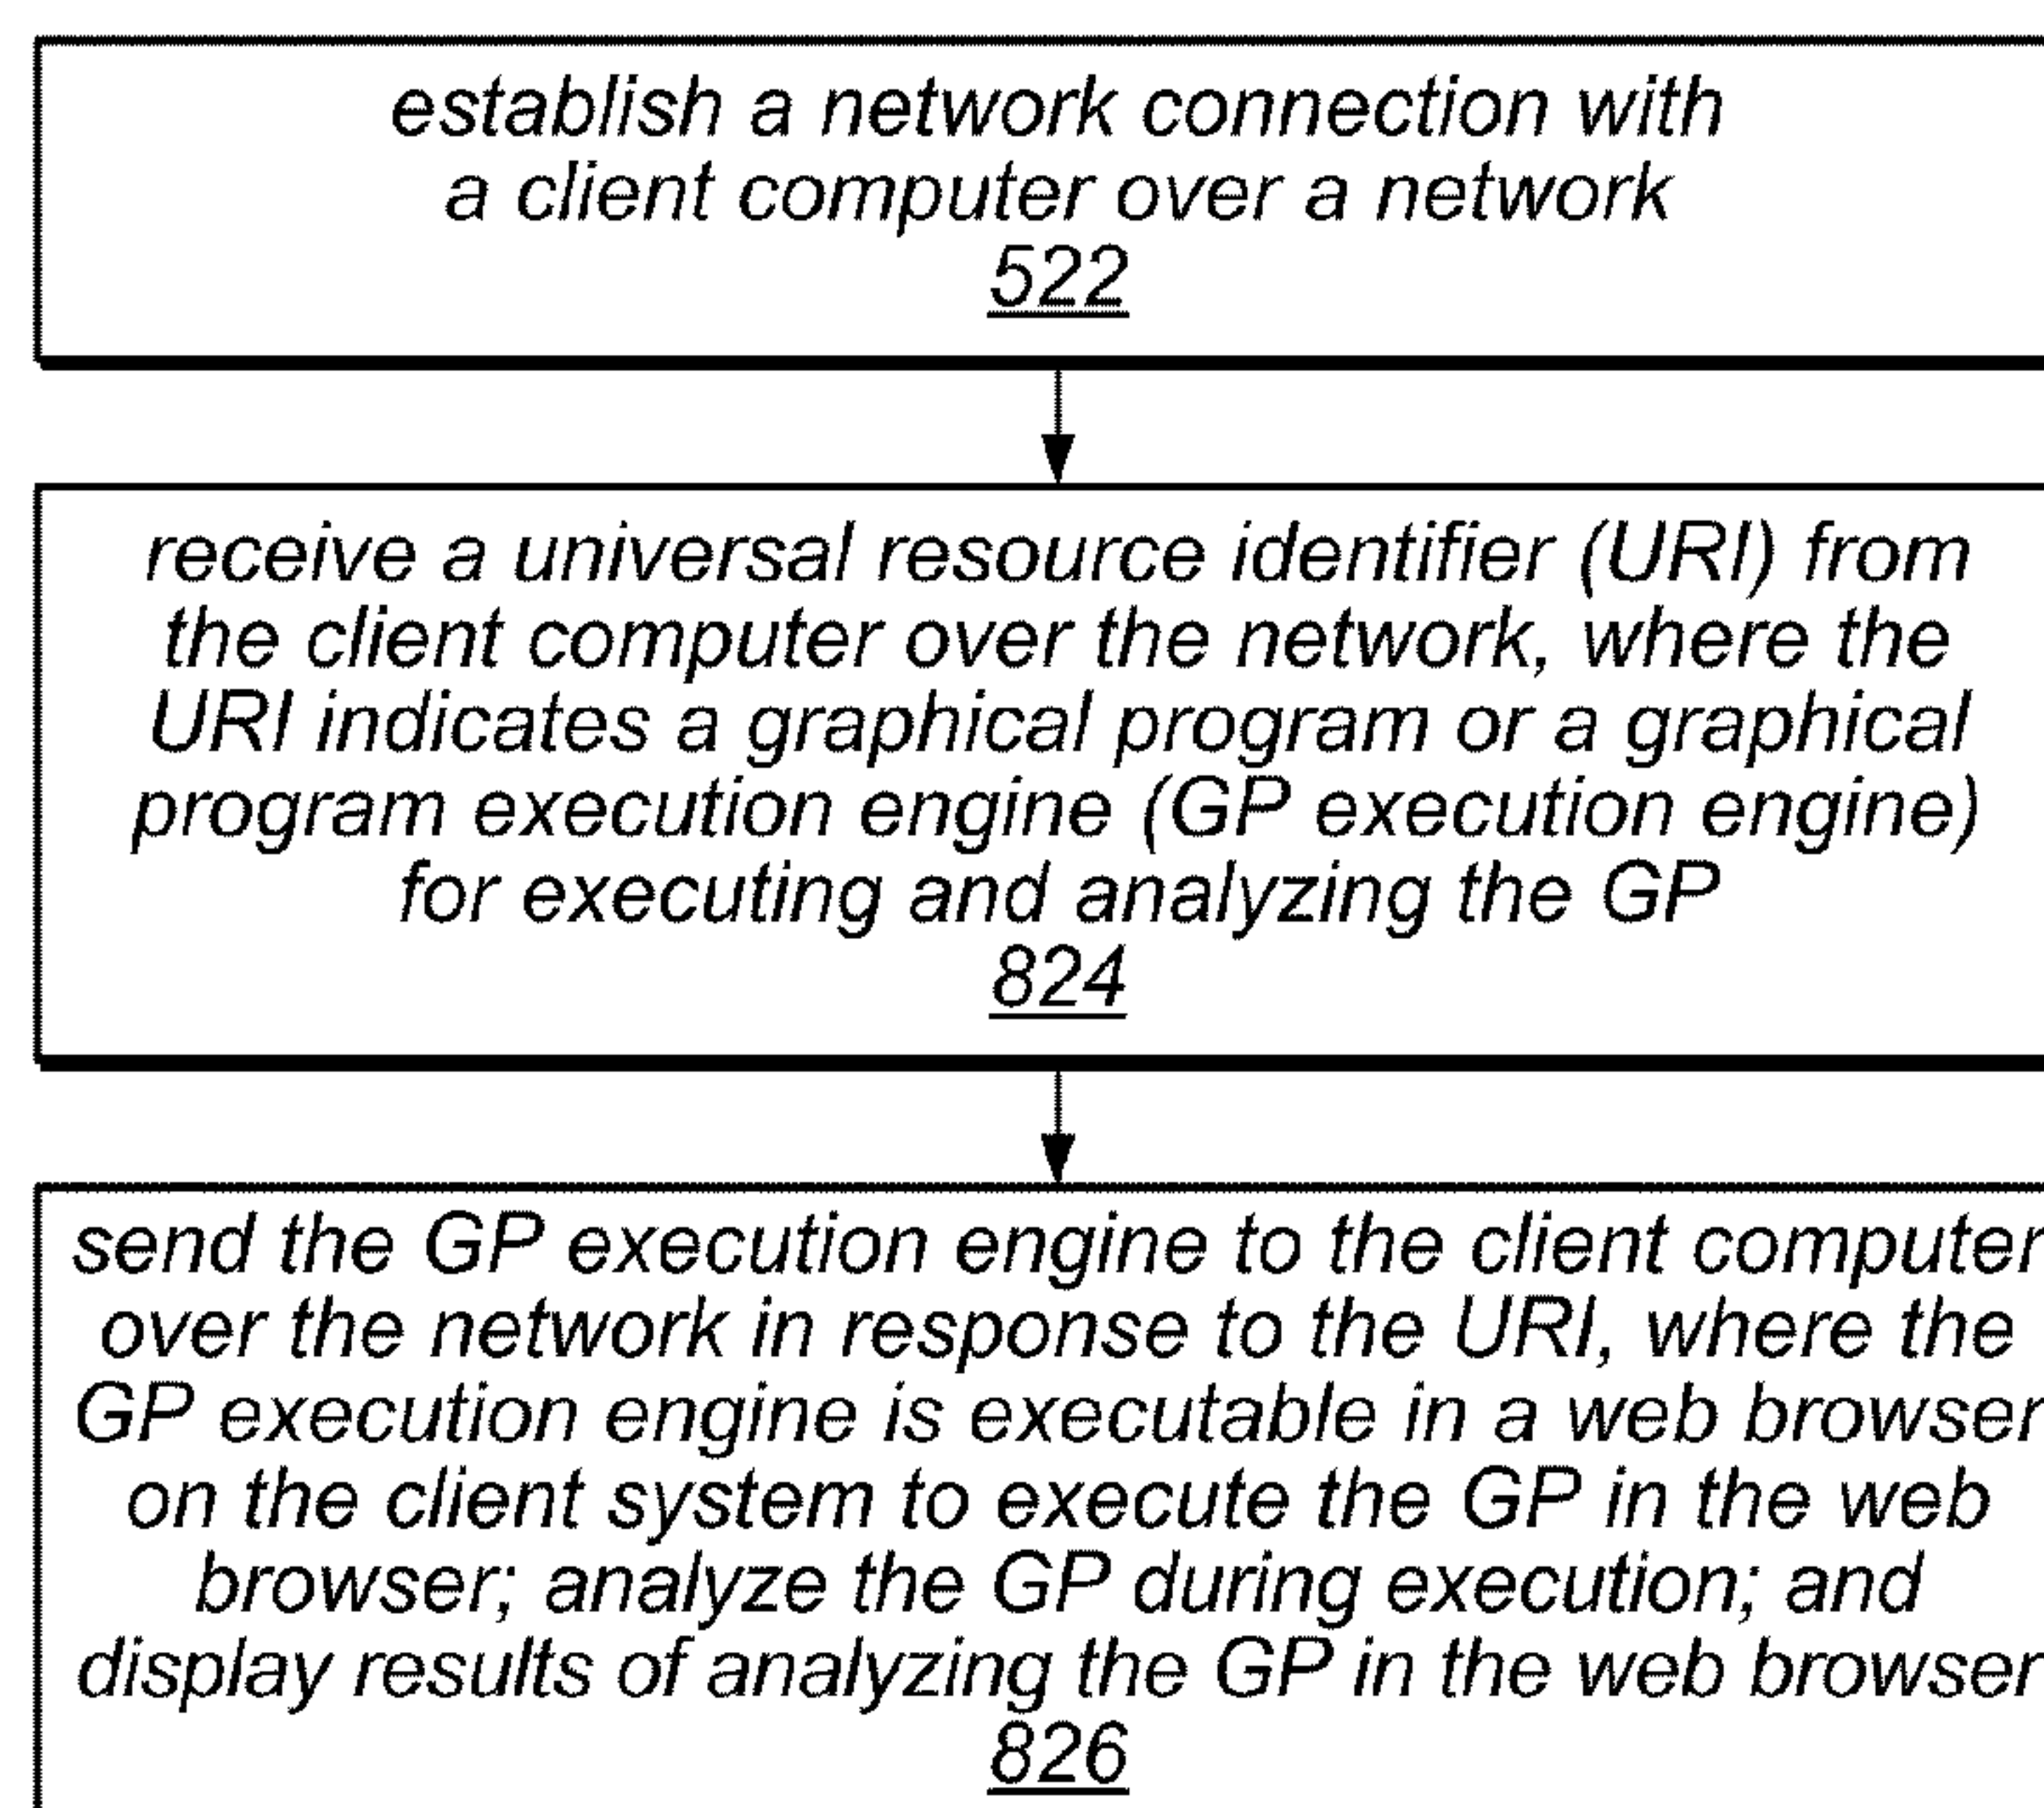 establish a network connection with
a client computer over a network
522
receive a universal resource identifier (URI) from
the client computer over the network, where the
URI indicates a graphical program or a graphical
program execution engine (GP execution engine)
for executing and analyzing the GP
824
send the GP execution engine to the client computer
over the network in response to the URI, where the
GP execution engine is executable in a web browser
on the client system to execute the GP in the web
browser; analyze the GP during execution; and
display results of analyzing the GP in the web browser
826